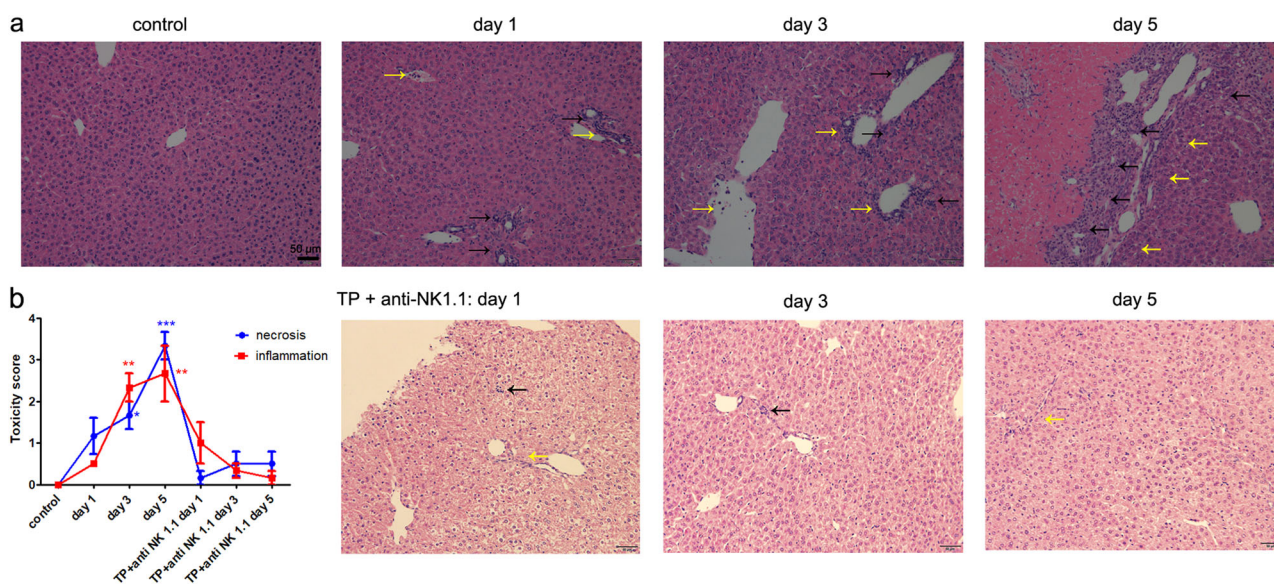 a
control
day 1
day 3
day 5
50 μm
b
TP + anti-NK1.1: day 1
day 3
day 5
Toxicity score
4
3
2
1
0
necrosis
inflammation
***
**
**
*
control
day 1
day 3
day 5
TP+anti NK 1.1 day 1
TP+anti NK 1.1 day 3
TP+anti NK 1.1 day 5